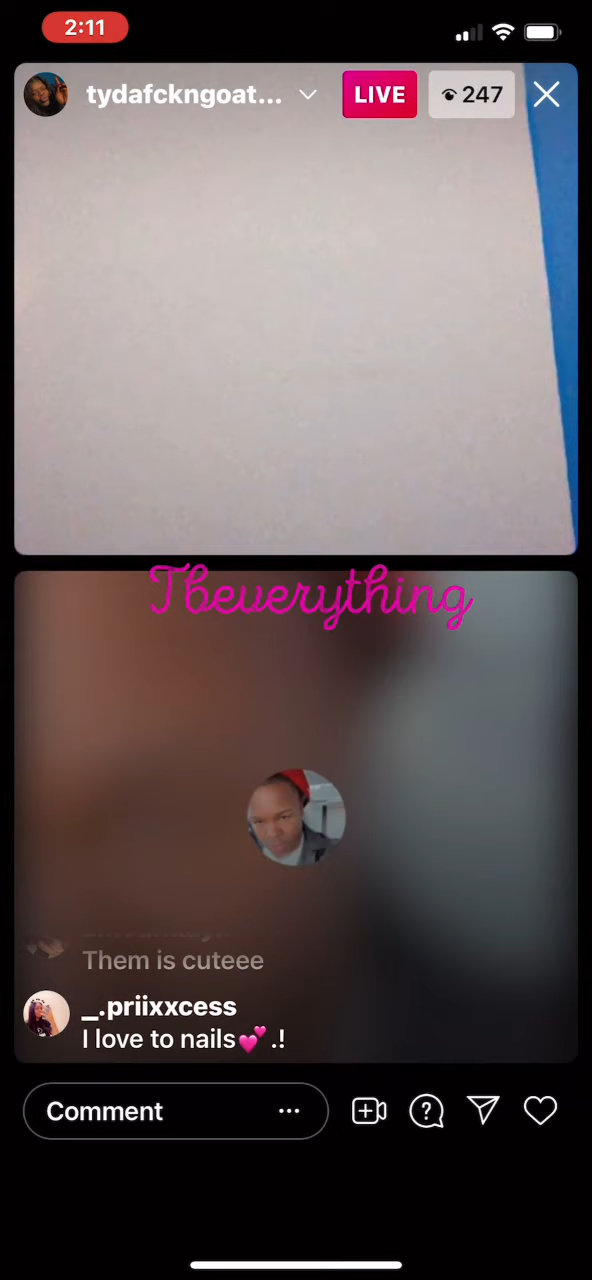 2:11
tydafckngoat...
LIVE
247
Tbeverything
Them is cuteee
_.priixxcess
I love to nails💕.!
Comment